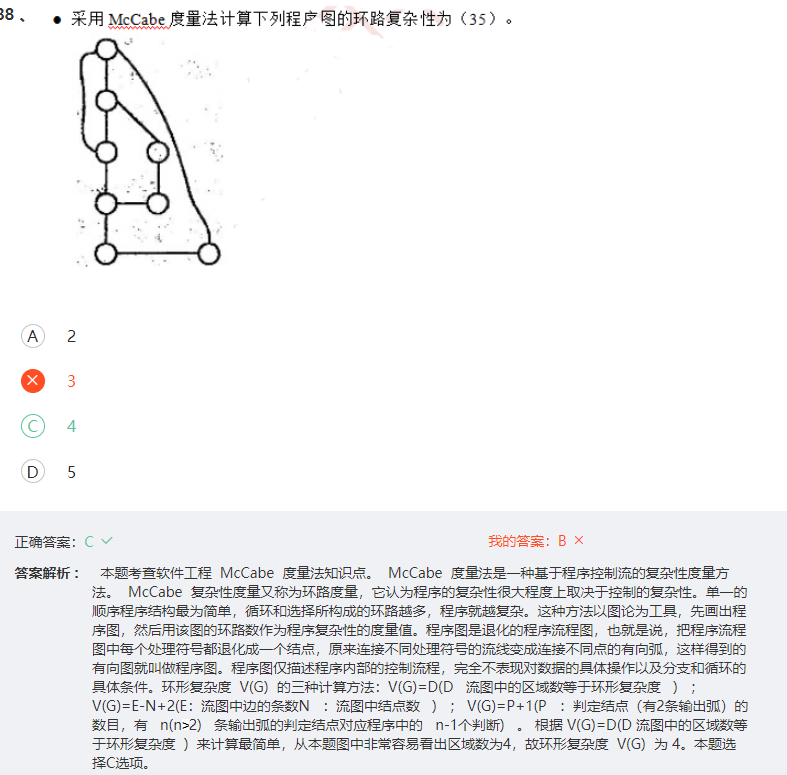 38、 ● 采用 McCabe 度量法计算下列程序图的环路复杂性为（35）。
A 2
3
C 4
D 5
正确答案： C 我的答案： B
答案解析： 本题考查软件工程 McCabe 度量法知识点。 McCabe 度量法是一种基于程序控制流的复杂性度量方
法。 McCabe 复杂性度量又称为环路度量，它认为程序的复杂性很大程度上取决于控制的复杂性。单一的
顺序程序结构最为简单，循环和选择所构成的环路越多，程序就越复杂。这种方法以图论为工具，先画出程
序图，然后用该图的环路数作为程序复杂性的度量值。程序图是退化的程序流程图，也就是说，把程序流程
图中每个处理符号都退化成一个结点，原来连接不同处理符号的流线变成连接不同点的有向弧，这样得到的
有向图就叫做程序图。程序图仅描述程序内部的控制流程，完全不表现对数据的具体操作以及分支和循环的
具体条件。环形复杂度 V(G) 的三种计算方法：V(G)=D(D 流图中的区域数等于环形复杂度 ） ；
V(G)=E-N+2(E：流图中边的条数N ：流图中结点数 ） ； V(G)=P+1(P ：判定结点（有2条输出弧）的
数目，有 n(n>2) 条输出弧的判定结点对应程序中的 n-1个判断） 。 根据 V(G)=D(D 流图中的区域数等
于环形复杂度 ）来计算最简单，从本题图中非常容易看出区域数为4，故环形复杂度 V(G) 为 4。本题选
择C选项。